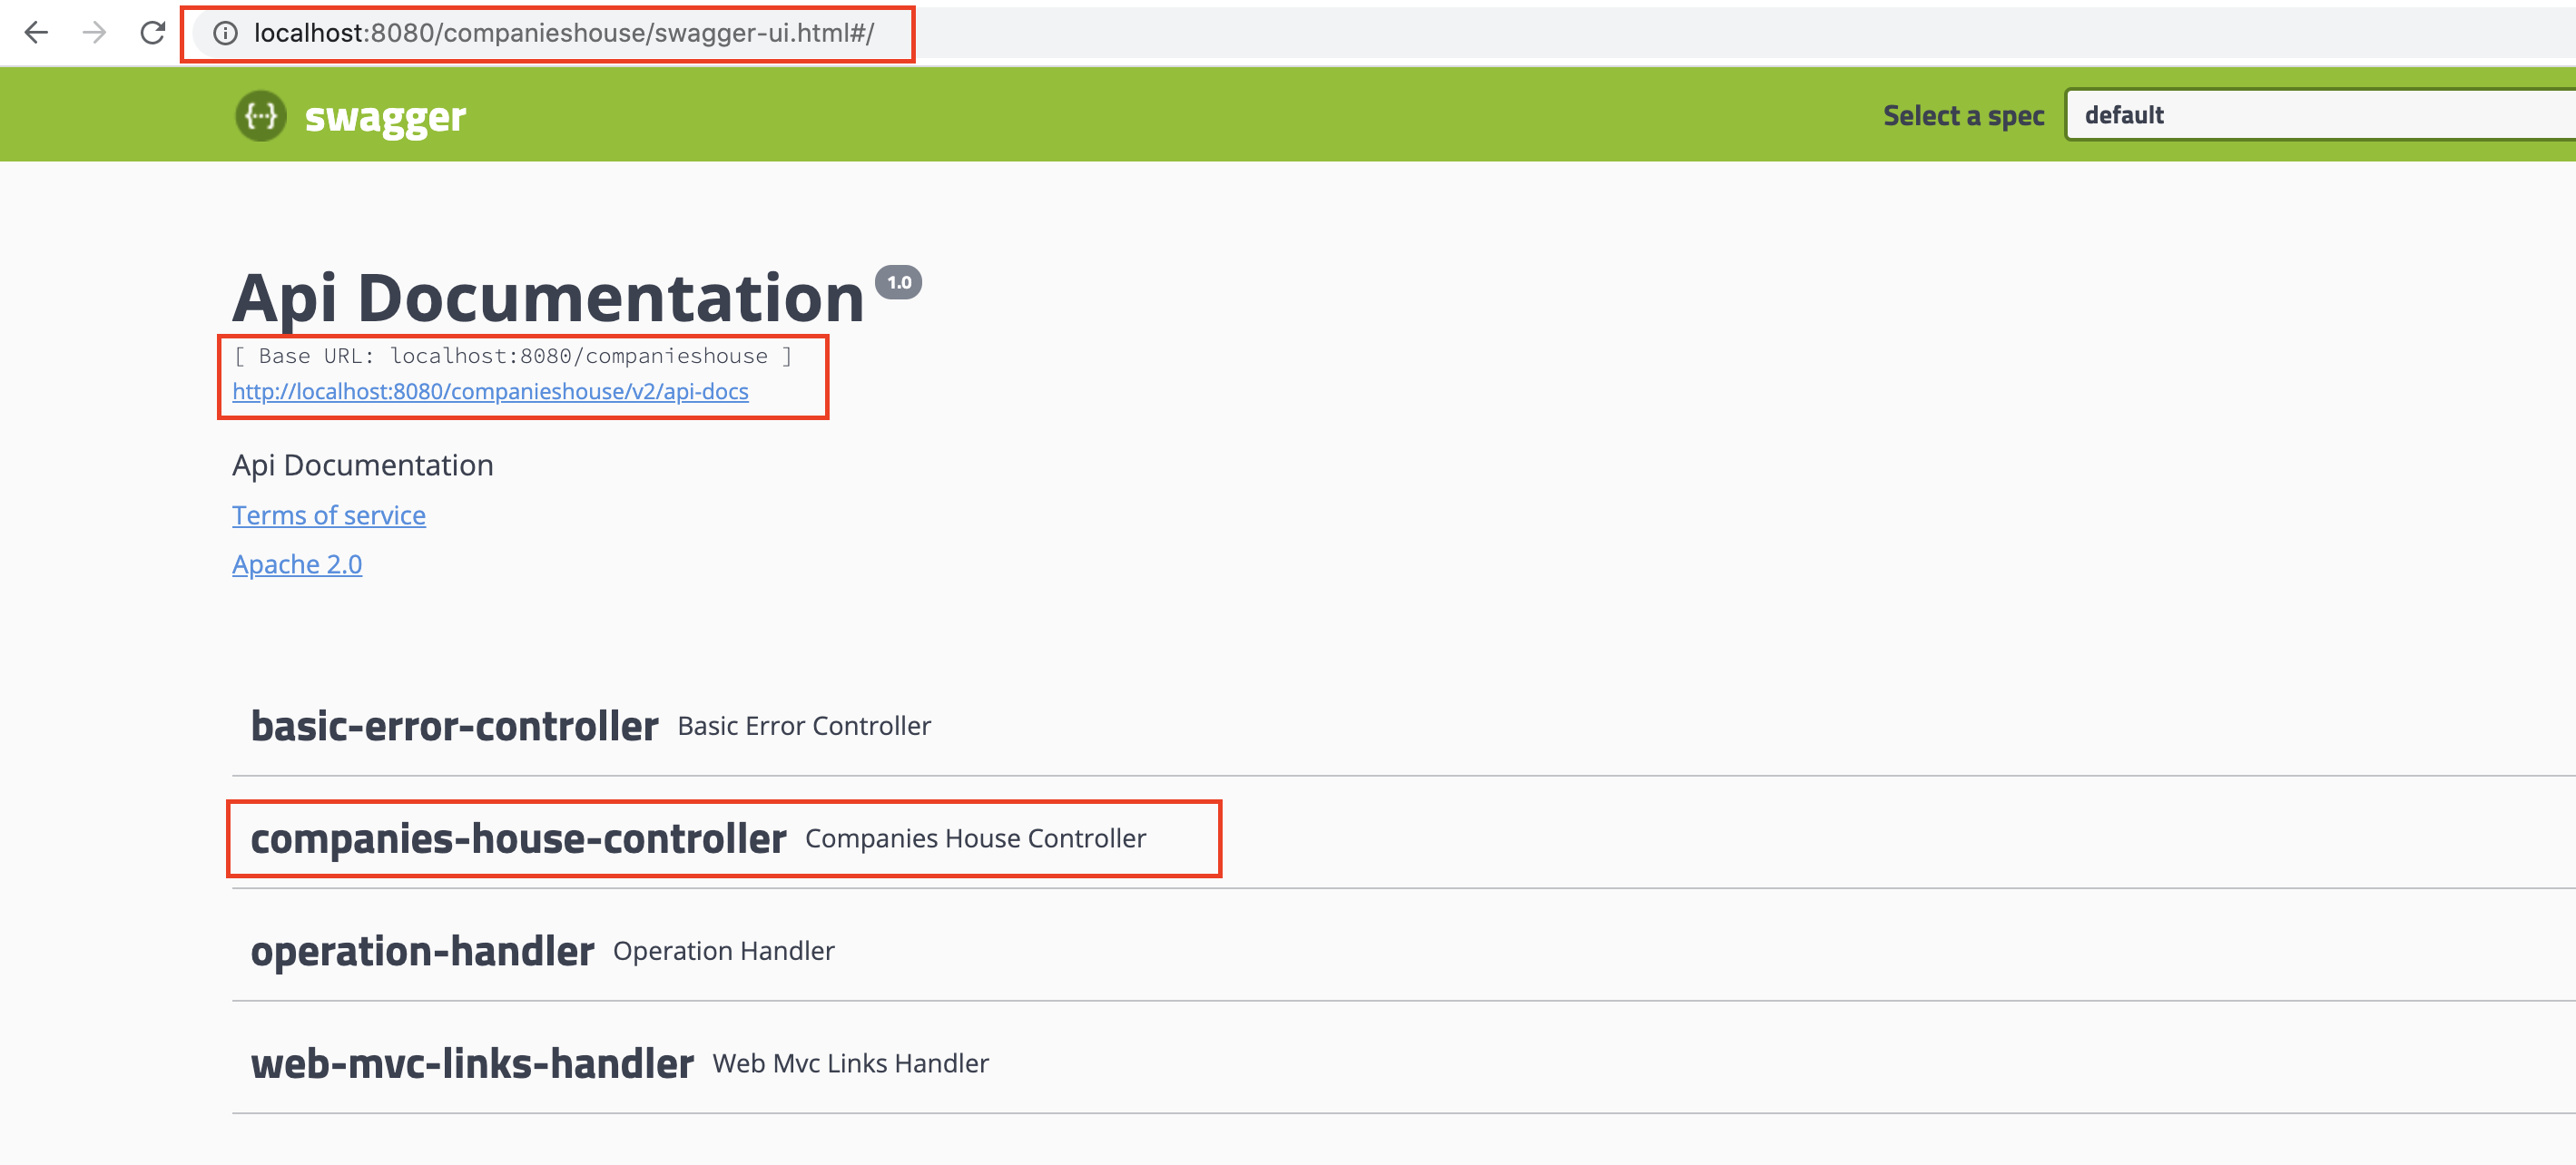 localhost:8080/companieshouse/swagger-ui.html#/
{···} swagger
Select a spec default
Api Documentation 1.0
[ Base URL: localhost:8080/companieshouse ]
http://localhost:8080/companieshouse/v2/api-docs
Api Documentation
Terms of service
Apache 2.0
basic-error-controller Basic Error Controller
companies-house-controller Companies House Controller
operation-handler Operation Handler
web-mvc-links-handler Web Mvc Links Handler